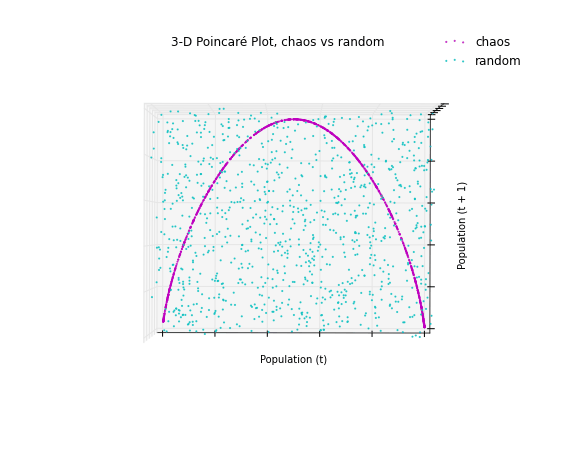 3-D Poincaré Plot, chaos vs random
chaos
random
Population (t + 1)
Population (t)